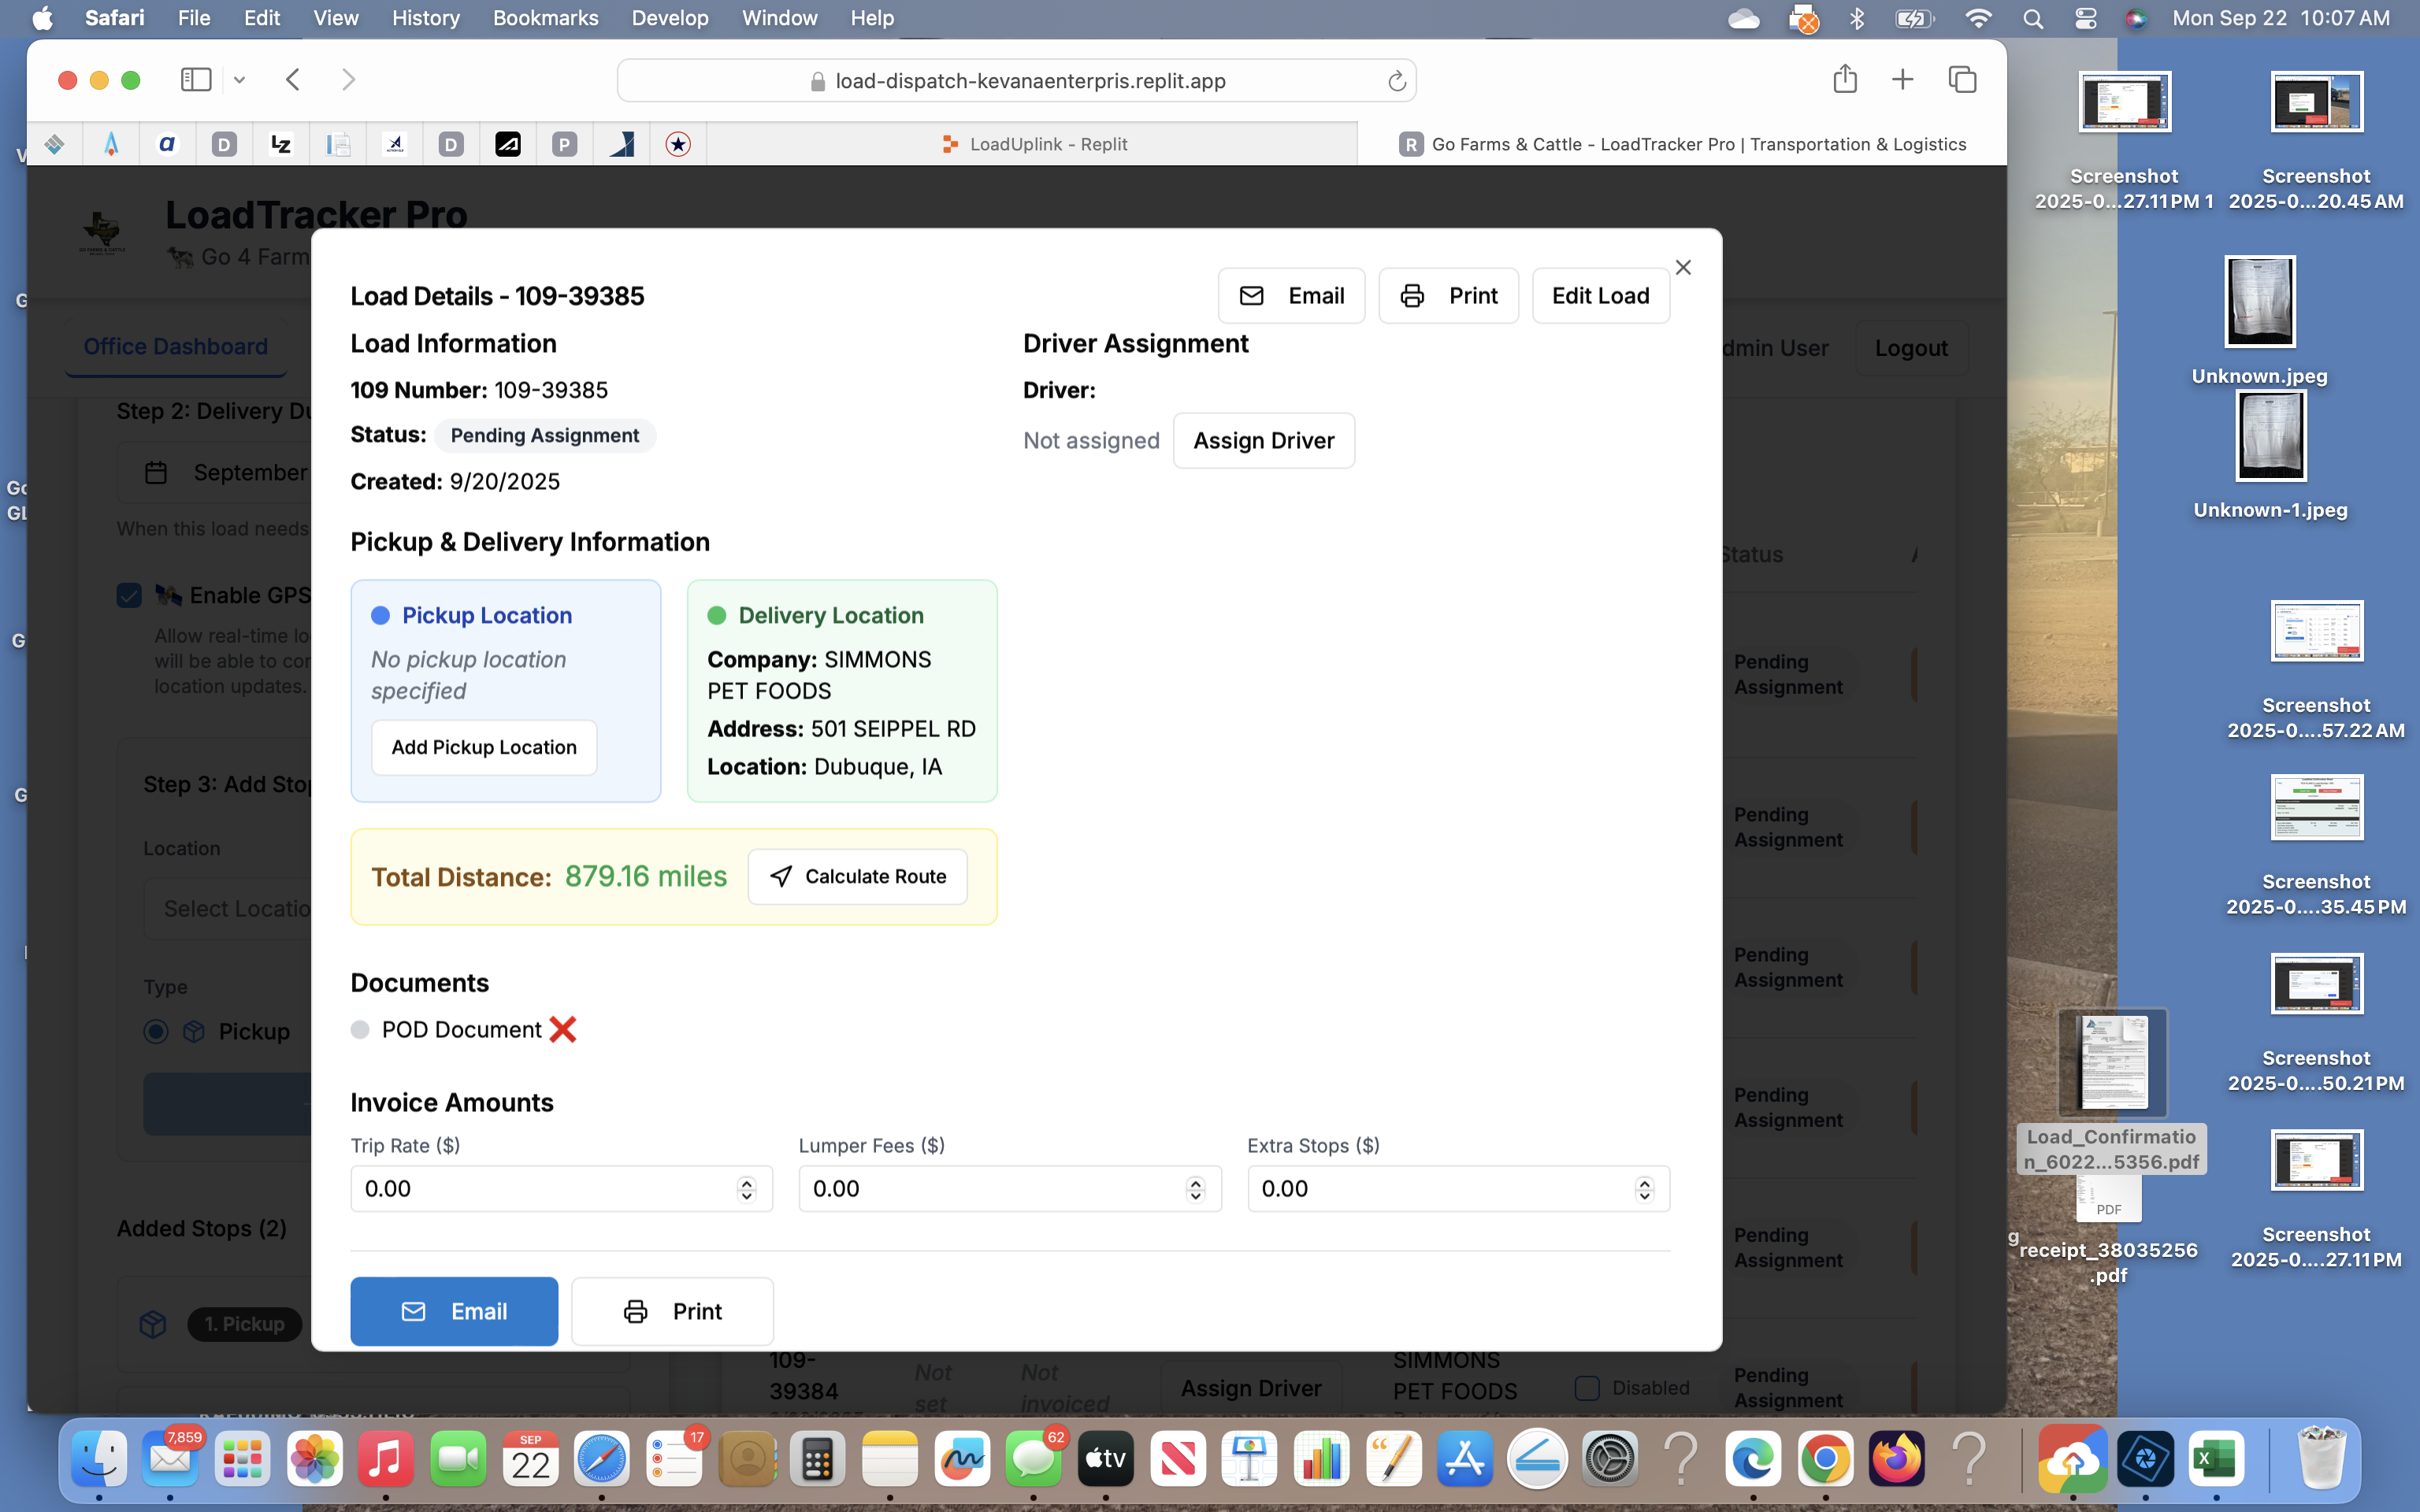 Safari File Edit View History Bookmarks Develop Window Help
Mon Sep 22 10:07 AM
load-dispatch-kevanaenterpris.replit.app
LoadUplink - Replit
Go Farms & Cattle - LoadTracker Pro | Transportation & Logistics
LoadTracker Pro
Go 4 Farm
Office Dashboard
dmin User
Logout
Step 2: Delivery Du
September
When this load needs
Enable GPS
Allow real-time lo
will be able to co
location updates.
Step 3: Add Sto
Location
Select Locatio
Type
Pickup
Added Stops (2)
1. Pickup
Load Details - 109-39385
Email
Print
Edit Load
Load Information
109 Number: 109-39385
Status: Pending Assignment
Created: 9/20/2025
Driver Assignment
Driver:
Not assigned
Assign Driver
Pickup & Delivery Information
Pickup Location
No pickup location
specified
Add Pickup Location
Delivery Location
Company: SIMMONS
PET FOODS
Address: 501 SEIPPEL RD
Location: Dubuque, IA
Total Distance: 879.16 miles
Calculate Route
Documents
POD Document
Invoice Amounts
Trip Rate ($)
Lumper Fees ($)
Extra Stops ($)
0.00
0.00
0.00
Email
Print
Status
Pending
Assignment
Pending
Assignment
Pending
Assignment
Pending
Assignment
Pending
Assignment
Pending
Assignment
109-
39384
Not
set
Not
invoiced
Assign Driver
SIMMONS
PET FOODS
Disabled
Screenshot
2025-0...27.11 PM 1
Screenshot
2025-0...20.45 AM
Unknown.jpeg
Unknown-1.jpeg
Screenshot
2025-0....57.22 AM
Screenshot
2025-0....35.45 PM
Screenshot
2025-0....50.21 PM
Load_Confirmatio
n_6022...5356.pdf
PDF
receipt_38035256
.pdf
Screenshot
2025-0....27.11 PM
7,859
SEP
22
17
62
tv